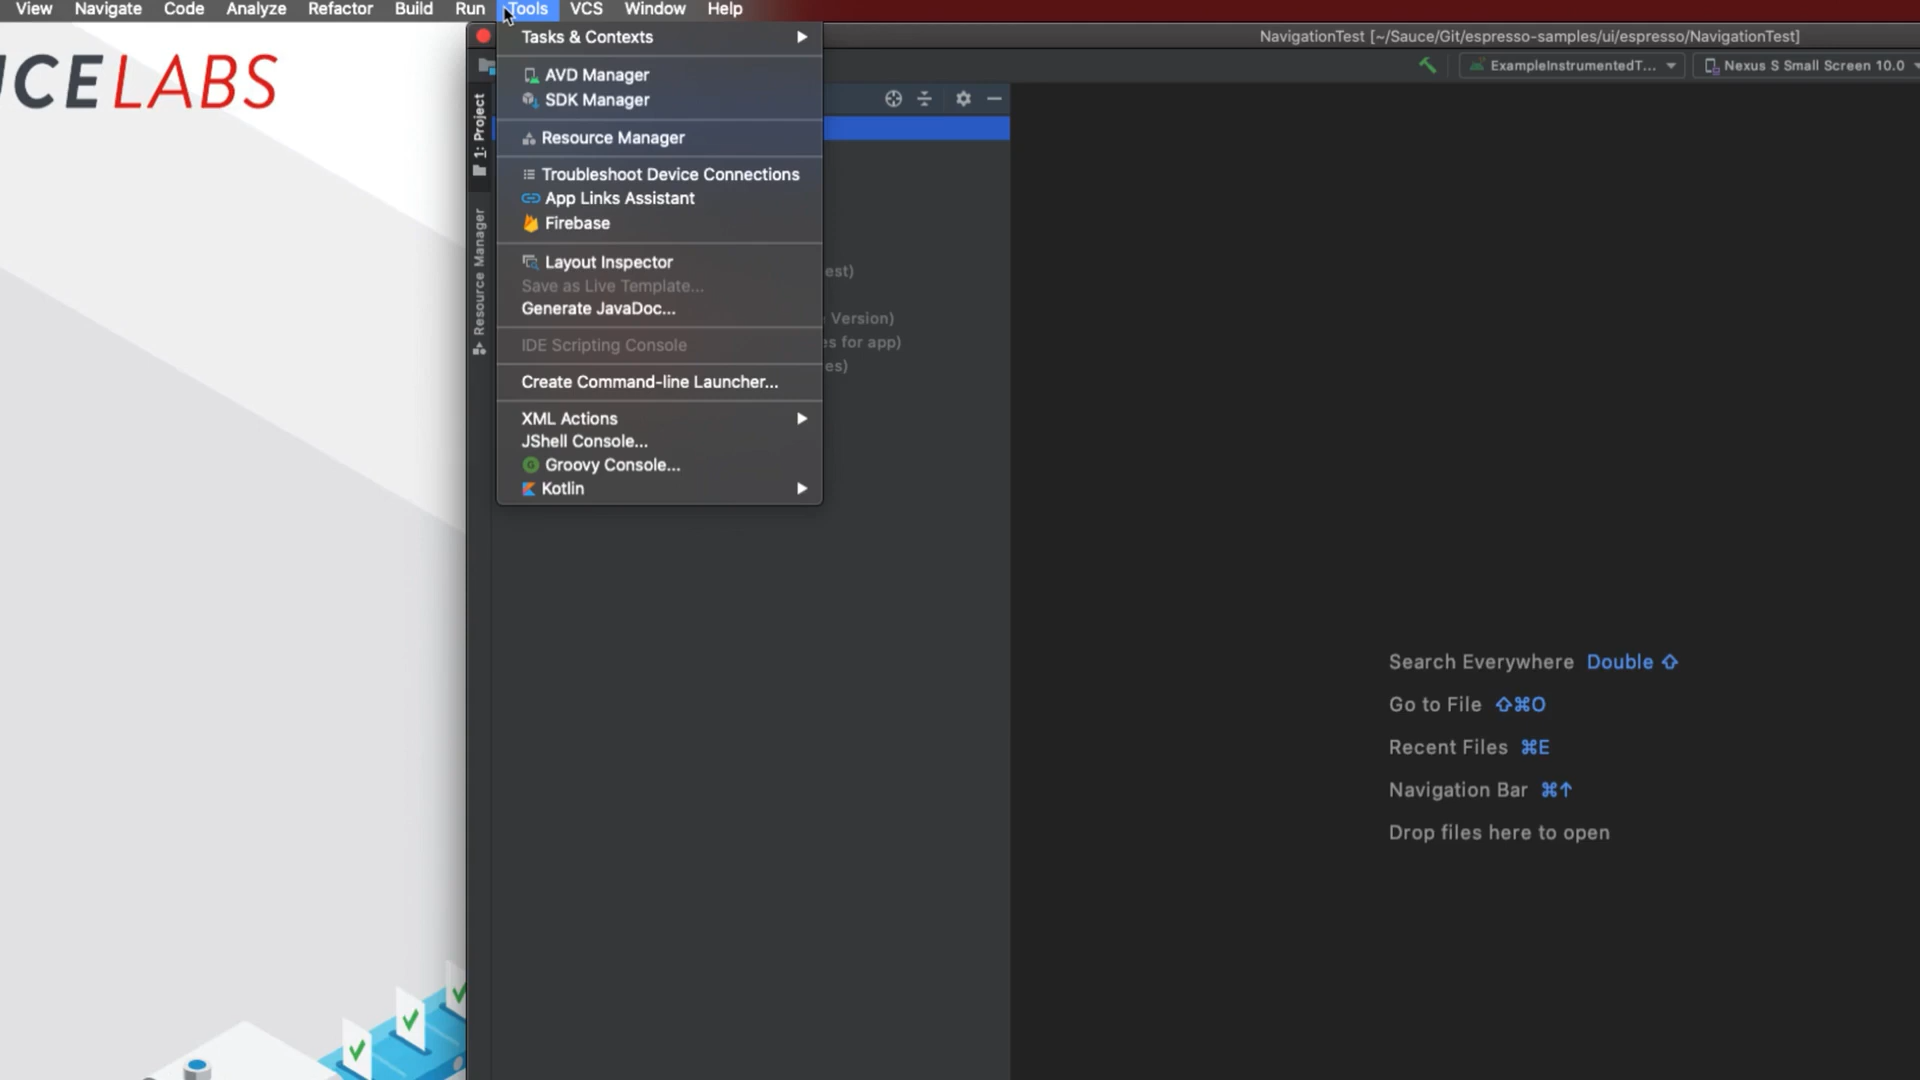 View Navigate Code Analyze Refactor Build Run Tools VCS Window Help
UCELABS
NavigationTest [~/Sauce/Git/espresso-samples/ui/espresso/NavigationTest]
ExampleInstrumentedT...
Nexus S Small Screen 10.0
Tasks & Contexts
AVD Manager
SDK Manager
Resource Manager
Troubleshoot Device Connections
App Links Assistant
Firebase
Layout Inspector
Save as Live Template...
Generate JavaDoc...
IDE Scripting Console
Create Command-line Launcher...
XML Actions
JShell Console...
Groovy Console...
Kotlin
1: Project
Resource Manager
est)
Version)
es for app)
es)
Search Everywhere Double ⇧
Go to File ⇧⌘O
Recent Files ⌘E
Navigation Bar ⌘↑
Drop files here to open